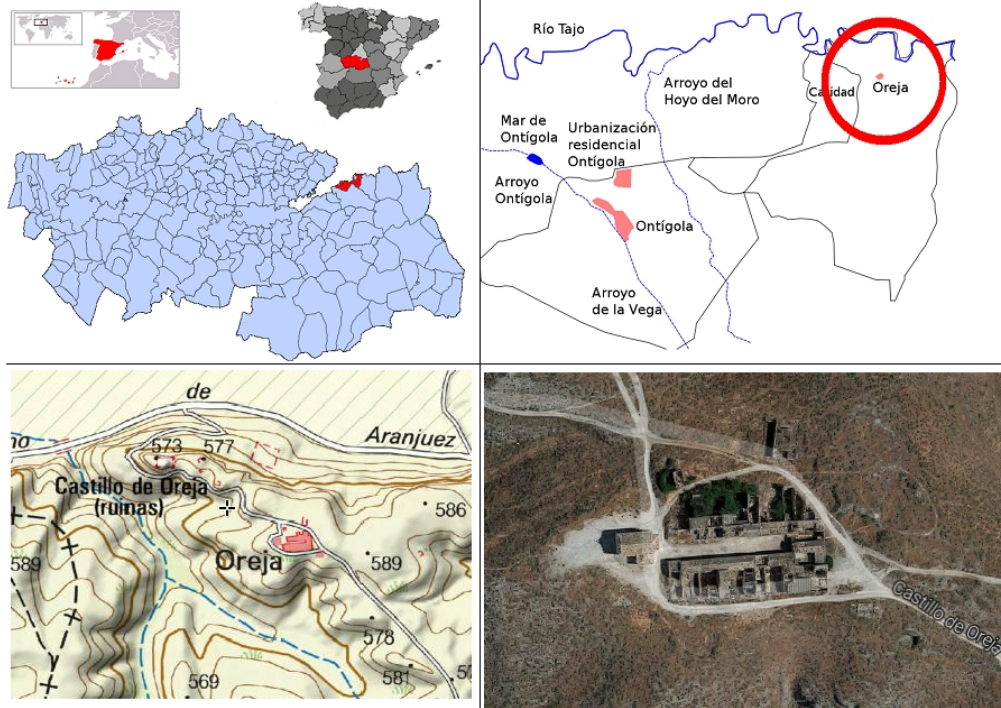 Río Tajo
Arroyo del
Hoyo del Moro
Oreja
Mar de
Ontígola
Urbanización
residencial
Ontígola
Arroyo
Ontígola
Ontígola
Arroyo
de la Vega
de
Aranjuez
573
577
Castillo de Oreja
(ruinas)
586
Oreja
589
589
578
581
569
Castillo de Oreja